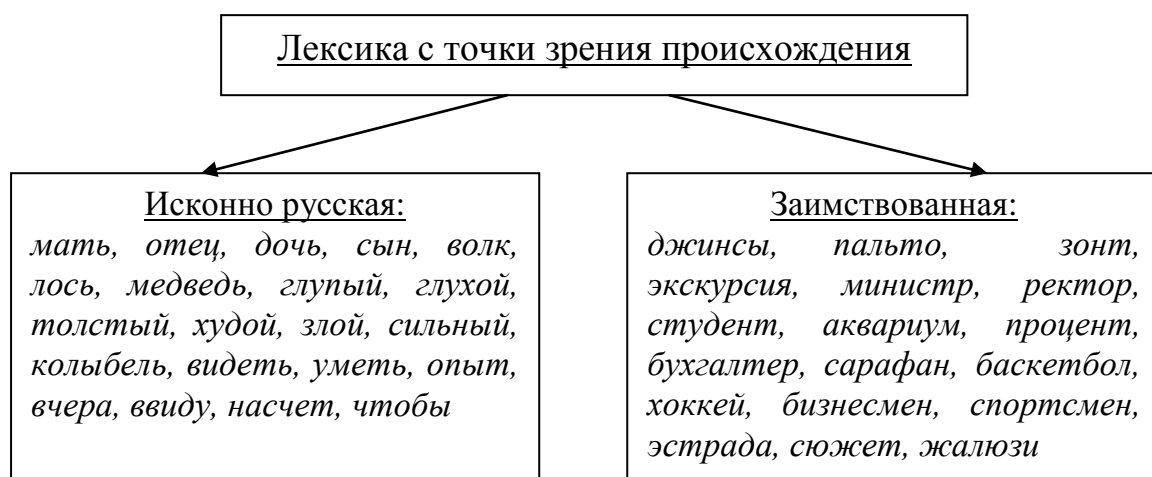 Лексика с точки зрения происхождения
Исконно русская:
мать, отец, дочь, сын, волк,
лось, медведь, глупый, глухой,
толстый, худой, злой, сильный,
колыбель, видеть, уметь, опыт,
вчера, ввиду, насчет, чтобы
Заимствованная:
джинсы, пальто, зонт,
экскурсия, министр, ректор,
студент, аквариум, процент,
бухгалтер, сарафан, баскетбол,
хоккей, бизнесмен, спортсмен,
эстрада, сюжет, жалюзи